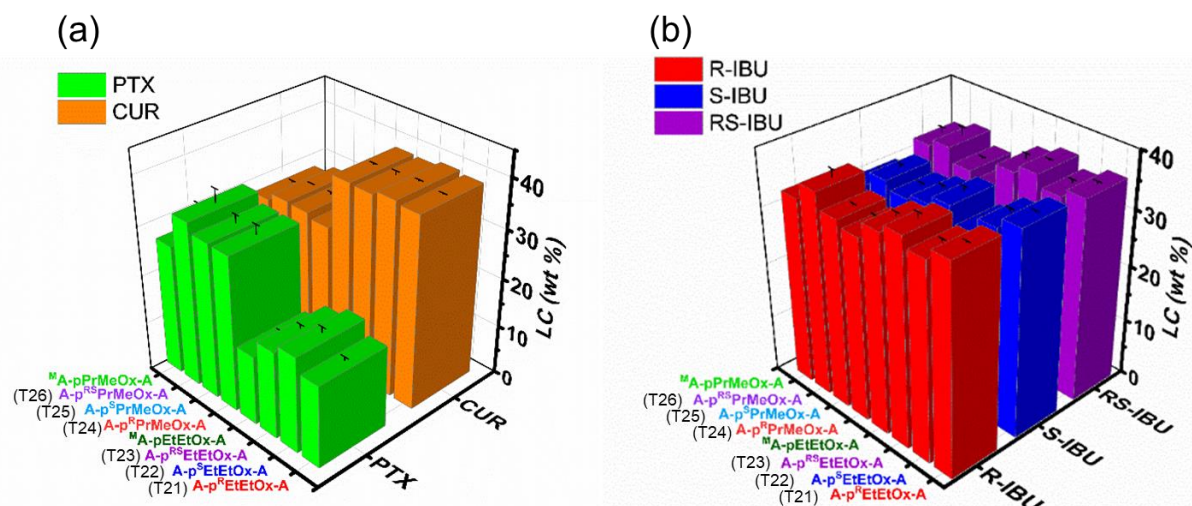 (a)
PTX
CUR
40
30
20
10
0
LC (wt %)
ᴹA-pPrMeOx-A
(T26) A-pᴿˢPrMeOx-A
(T25) A-pˢPrMeOx-A
(T24) A-pᴿPrMeOx-A
ᴹA-pEtEtOx-A
(T23) A-pᴿˢEtEtOx-A
(T22) A-pˢEtEtOx-A
(T21) A-pᴿEtEtOx-A
PTX
CUR
(b)
R-IBU
S-IBU
RS-IBU
40
30
20
10
0
LC (wt %)
ᴹA-pPrMeOx-A
(T26) A-pᴿˢPrMeOx-A
(T25) A-pˢPrMeOx-A
(T24) A-pᴿPrMeOx-A
ᴹA-pEtEtOx-A
(T23) A-pᴿˢEtEtOx-A
(T22) A-pˢEtEtOx-A
(T21) A-pᴿEtEtOx-A
R-IBU
S-IBU
RS-IBU